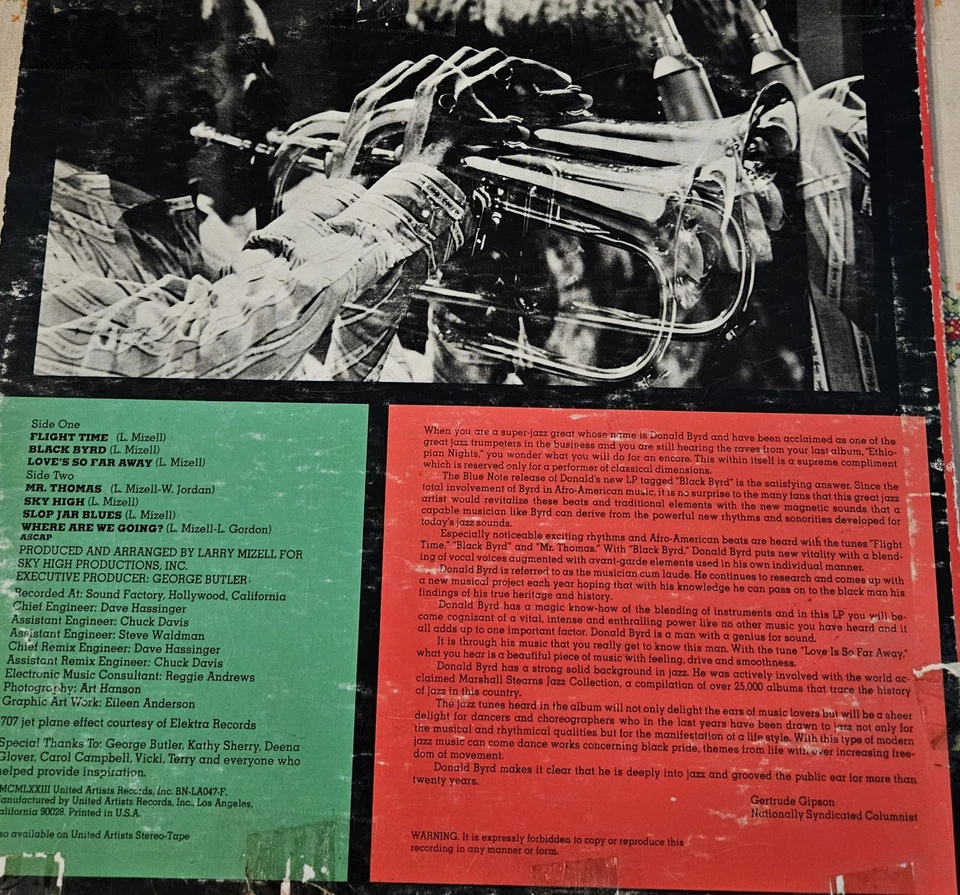 Side One
FLIGHT TIME (L. Mizell)
BLACK BYRD (L. Mizell)
LOVE'S SO FAR AWAY (L. Mizell)
Side Two
MR. THOMAS (L. Mizell-W. Jordan)
SKY HIGH (L. Mizell)
SLOP JAR BLUES (L. Mizell)
WHERE ARE WE GOING? (L. Mizell-L. Gordon)
ASCAP
PRODUCED AND ARRANGED BY LARRY MIZELL FOR
SKY HIGH PRODUCTIONS, INC.
EXECUTIVE PRODUCER: GEORGE BUTLER
Recorded At: Sound Factory, Hollywood, California
Chief Engineer: Dave Hassinger
Assistant Engineer: Chuck Davis
Assistant Engineer: Steve Waldman
Chief Remix Engineer: Dave Hassinger
Assistant Remix Engineer: Chuck Davis
Electronic Music Consultant: Reggie Andrews
Photography: Art Hanson
Graphic Art Work: Eileen Anderson
707 jet plane effect courtesy of Elektra Records
Special Thanks To: George Butler, Kathy Sherry, Deena
Glover, Carol Campbell, Vicki, Terry and everyone who
helped provide inspiration.
MCMLXXIII United Artists Records, Inc. BN-LA047-F.
anufactured by United Artists Records, Inc., Los Angeles,
alifornia 90028. Printed in U.S.A.
so available on United Artists Stereo-Tape
When you are a super-jazz great whose name is Donald Byrd and have been acclaimed as one of the
great jazz trumpeters in the business and you are still hearing the raves from your last album, "Ethio-
pian Nights," you wonder what you will do for an encore. This within itself is a supreme compliment
which is reserved only for a performer of classical dimensions.
The Blue Note release of Donald's new LP tagged "Black Byrd" is the satisfying answer. Since the
total involvement of Byrd in Afro-American music, it is no surprise to the many fans that this great jazz
artist would revitalize these beats and traditional elements with the new magnetic sounds that a
capable musician like Byrd can derive from the powerful new rhythms and sonorities developed for
today's jazz sounds.
Especially noticeable exciting rhythms and Afro-American beats are heard with the tunes "Flight
Time," "Black Byrd" and "Mr. Thomas." With "Black Byrd," Donald Byrd puts new vitality with a blend-
ing of vocal voices augmented with avant-garde elements used in his own individual manner.
Donald Byrd is referred to as the musician cum laude. He continues to research and comes up with
a new musical project each year hoping that with his knowledge he can pass on to the black man his
findings of his true heritage and history.
Donald Byrd has a magic know-how of the blending of instruments and in this LP you will be-
come cognizant of a vital, intense and enthralling power like no other music you have heard and it
all adds up to one important factor. Donald Byrd is a man with a genius for sound.
It is through his music that you really get to know this man. With the tune "Love Is So Far Away,"
what you hear is a beautiful piece of music with feeling, drive and smoothness.
Donald Byrd has a strong solid background in jazz. He was actively involved with the world ac-
claimed Marshall Stearns Jazz Collection, a compilation of over 25,000 albums that trace the history
of jazz in this country.
The jazz tunes heard in the album will not only delight the ears of music lovers but will be a sheer
delight for dancers and choreographers who in the last years have been drawn to jazz not only for
the musical and rhythmical qualities but for the manifestation of a life style. With this type of modern
jazz music can come dance works concerning black pride, themes from life with ever increasing free-
dom of movement.
Donald Byrd makes it clear that he is deeply into jazz and grooved the public ear for more than
twenty years.
Gertrude Gipson
Nationally Syndicated Columnist
WARNING. It is expressly forbidden to copy or reproduce this
recording in any manner or form.